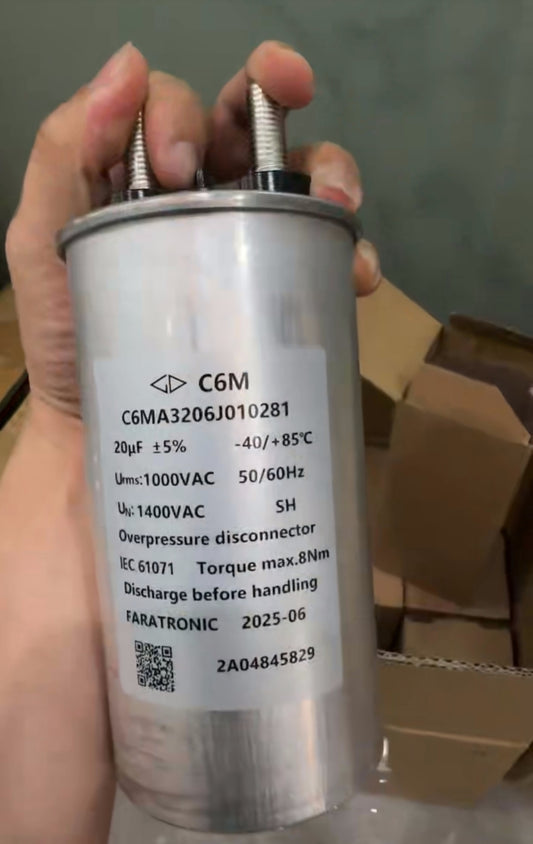 C6M
C6MA3206J010281
20μF ±5% -40/+85℃
Urms:1000VAC 50/60Hz
UN: 1400VAC SH
Overpressure disconnector
IEC 61071 Torque max.8Nm
Discharge before handling
FARATRONIC 2025-06
2A04845829